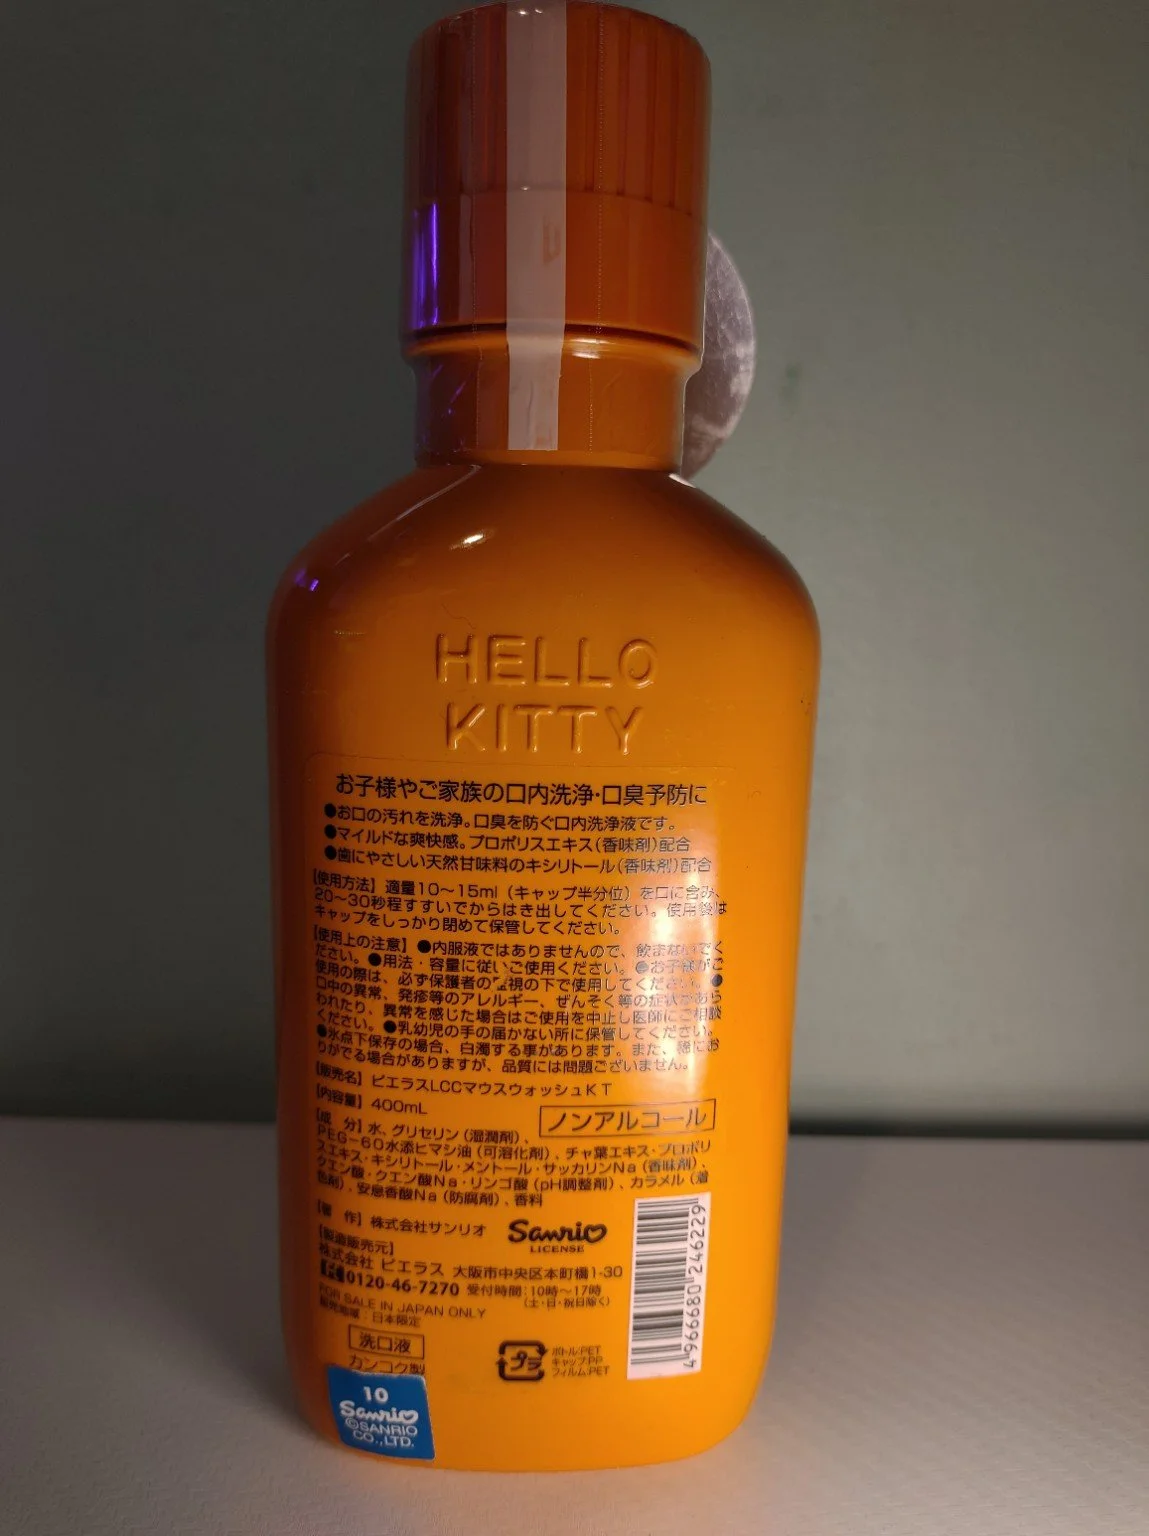 HELLO
KITTY
お子様やご家族の口内洗浄・口臭予防に
●お口の汚れを洗浄。口臭を防ぐ口内洗浄液です。
●マイルドな爽快感。プロポリスエキス(香味剤)配合
●歯にやさしい天然甘味料のキシリトール(香味剤)配合
【使用方法】適量10〜15ml(キャップ半分位)を口に含み、
20〜30秒程すすいでからはき出してください。使用後は
キャップをしっかり閉めて保管してください。
【使用上の注意】●内服液ではありませんので、飲まないでく
ださい。●用法・容量に従いご使用ください。●お子様がご
使用の際は、必ず保護者の監視の下で使用してください。●
口中の異常、発疹等のアレルギー、ぜんそく等の症状があら
われたり、異常を感じた場合はご使用を中止し医師にご相談
ください。●乳幼児の手の届かない所に保管してください。
●氷点下保存の場合、白濁する事があります。また、稀にお
りがでる場合がありますが、品質には問題ございません。
【販売名】ピエラスLCCマウスウォッシュKT
【内容量】400mL
ノンアルコール
【成 分】水、グリセリン(湿潤剤)、
PEG-60水添ヒマシ油(可溶化剤)、チャ葉エキス・プロポリ
スエキス・キシリトール・メントール・サッカリンNa(香味剤)、
クエン酸・クエン酸Na・リンゴ酸(pH調整剤)、カラメル(着
色剤)、安息香酸Na(防腐剤)、香料
【著 作】株式会社サンリオ
Sanrio
LICENSE
【製造販売元】
株式会社 ピエラス 大阪市中央区本町橋1-30
0120-46-7270 受付時間:10時〜17時
(土・日・祝日除く)
FOR SALE IN JAPAN ONLY
販売地域:日本限定
洗口液
カンコク製
プラ
ボトル:PET
キャップ:PP
フィルム:PET
4966680246229
10
Sanrio
©SANRIO
CO.,LTD.